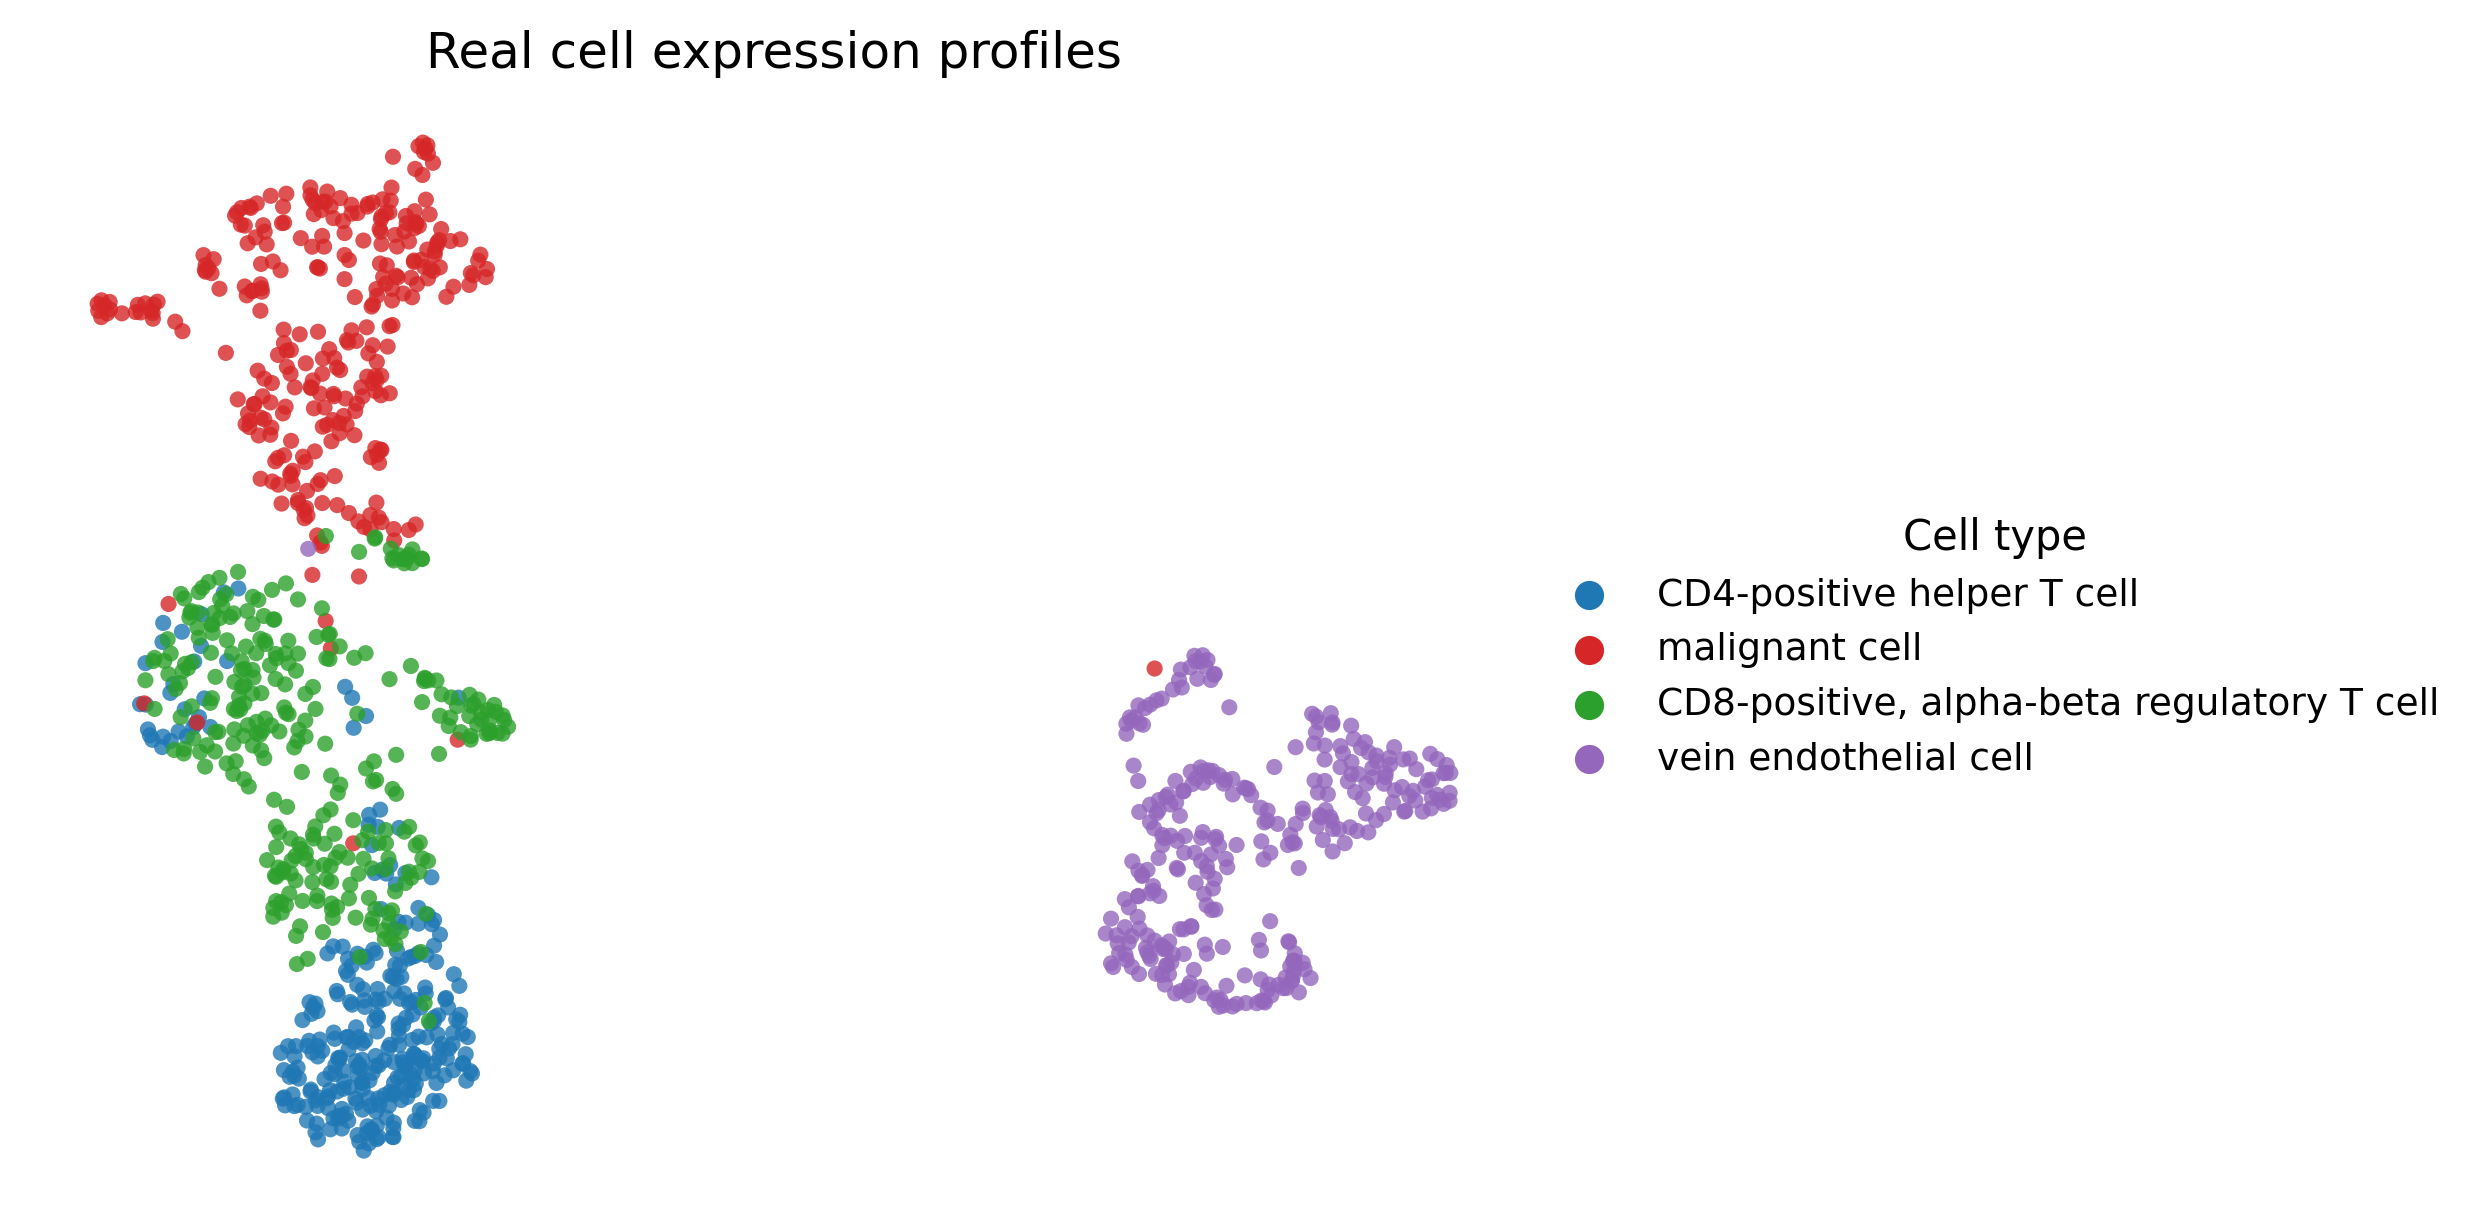 Real cell expression profiles
Cell type
CD4-positive helper T cell
malignant cell
CD8-positive, alpha-beta regulatory T cell
vein endothelial cell